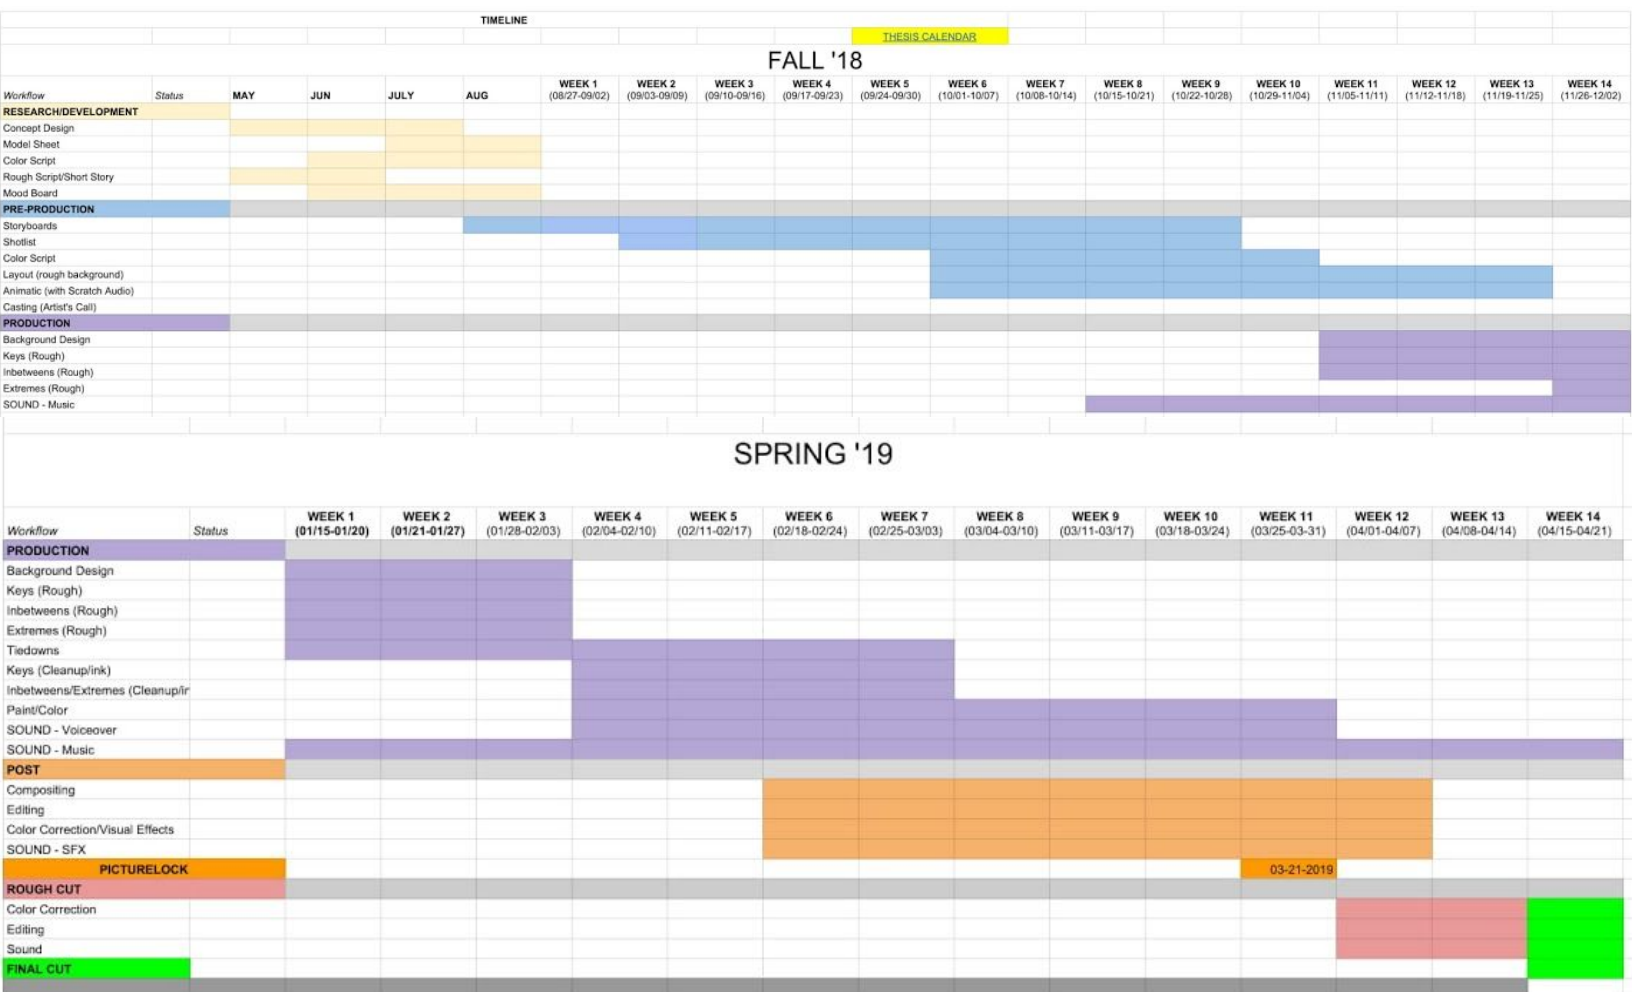 TIMELINE
THESIS CALENDAR
FALL '18
WEEK 1 WEEK 2 WEEK 3 WEEK 4 WEEK 5 WEEK 6 WEEK 7 WEEK 8 WEEK 9 WEEK 10 WEEK 11 WEEK 12 WEEK 13 WEEK 14
Workflow Status MAY JUN JULY AUG (08/27-09/02) (09/03-09/09) (09/10-09/16) (09/17-09/23) (09/24-09/30) (10/01-10/07) (10/08-10/14) (10/15-10/21) (10/22-10/28) (10/29-11/04) (11/05-11/11) (11/12-11/18) (11/19-11/25) (11/26-12/02)
RESEARCH/DEVELOPMENT
Concept Design
Model Sheet
Color Script
Rough Script/Short Story
Mood Board
PRE-PRODUCTION
Storyboards
Shotlist
Color Script
Layout (rough background)
Animatic (with Scratch Audio)
Casting (Artist's Call)
PRODUCTION
Background Design
Keys (Rough)
Inbetweens (Rough)
Extremes (Rough)
SOUND - Music
SPRING '19
WEEK 1 WEEK 2 WEEK 3 WEEK 4 WEEK 5 WEEK 6 WEEK 7 WEEK 8 WEEK 9 WEEK 10 WEEK 11 WEEK 12 WEEK 13 WEEK 14
Workflow Status (01/15-01/20) (01/21-01/27) (01/28-02/03) (02/04-02/10) (02/11-02/17) (02/18-02/24) (02/25-03/03) (03/04-03/10) (03/11-03/17) (03/18-03/24) (03/25-03-31) (04/01-04/07) (04/08-04/14) (04/15-04/21)
PRODUCTION
Background Design
Keys (Rough)
Inbetweens (Rough)
Extremes (Rough)
Tiedowns
Keys (Cleanup/ink)
Inbetweens/Extremes (Cleanup/ir
Paint/Color
SOUND - Voiceover
SOUND - Music
POST
Compositing
Editing
Color Correction/Visual Effects
SOUND - SFX
PICTURELOCK 03-21-2019
ROUGH CUT
Color Correction
Editing
Sound
FINAL CUT